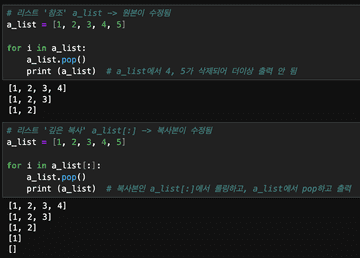 # 리스트 '참조' a_list -> 원본이 수정됨
a_list = [1, 2, 3, 4, 5]
for i in a_list:
    a_list.pop()
    print (a_list)  # a_list에서 4, 5가 삭제되어 더이상 출력 안 됨
[1, 2, 3, 4]
[1, 2, 3]
[1, 2]
# 리스트 '깊은 복사' a_list[:] -> 복사본이 수정됨
a_list = [1, 2, 3, 4, 5]
for i in a_list[:]:
    a_list.pop()
    print (a_list)  # 복사본인 a_list[:]에서 롤링하고, a_list에서 pop하고 출력
[1, 2, 3, 4]
[1, 2, 3]
[1, 2]
[1]
[]